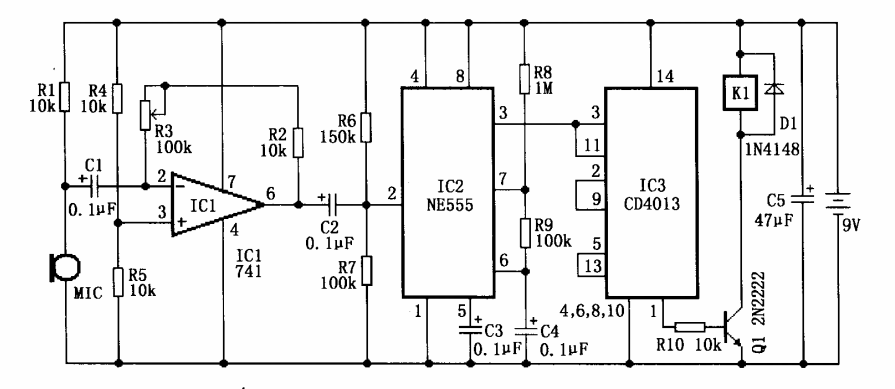 R1
10k
R4
10k
R3
100k
R2
10k
R6
150k
4
8
R8
1M
14
K1
D1
1N4148
3
3
11
C1
+
0.1μF
2
−
7
IC1
6
3
+
4
+
C2
0.1μF
2
IC2
NE555
7
2
9
IC3
CD4013
R9
100k
C5
+
47μF
9V
IC1
741
MIC
R5
10k
R7
100k
6
5
13
1
5
+
C3
0.1μF
+
C4
0.1μF
4,6,8,10
1
R10 10k
Q1 2N2222